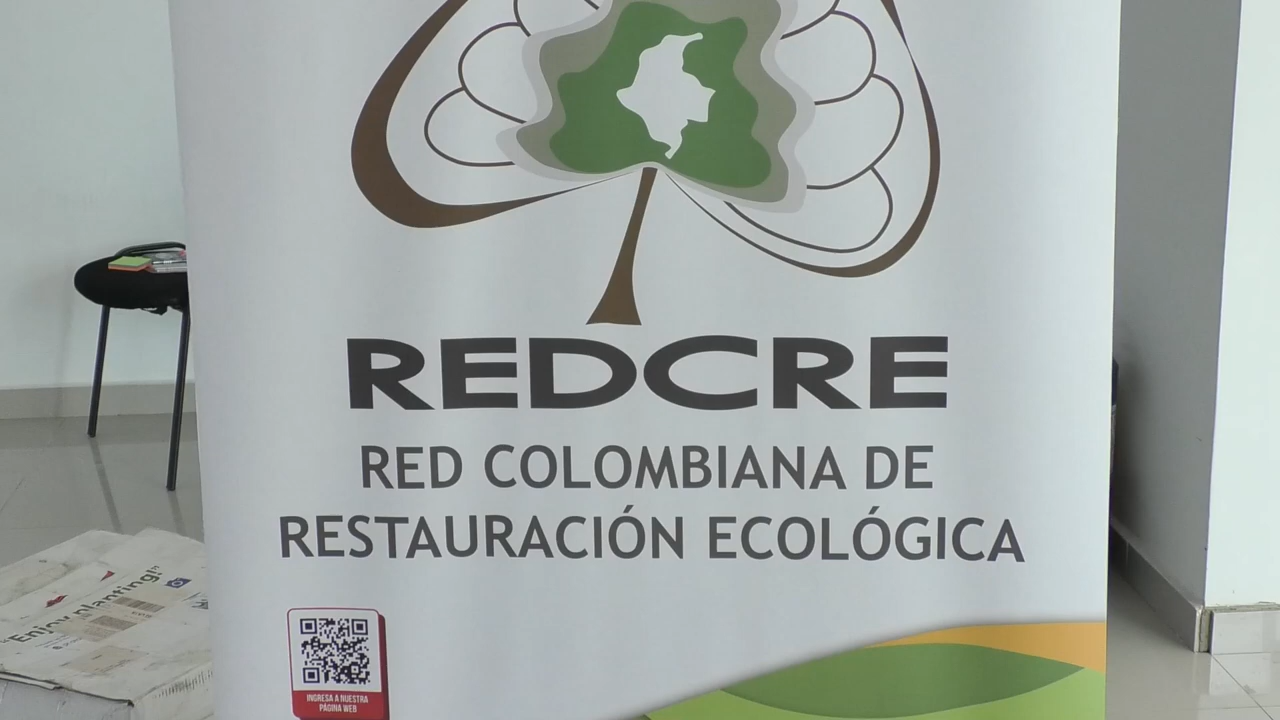 REDCRE
RED COLOMBIANA DE
RESTAURACIÓN ECOLÓGICA
INGRESA A NUESTRA
PÁGINA WEB
"Enjoy planting!"